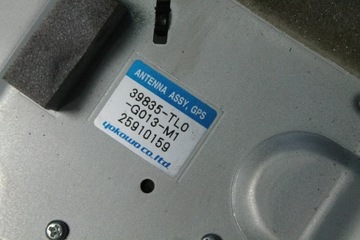 ANTENNA ASSY, GPS
39835-TL0
-G013-M1
25910159
yokowo co.ltd